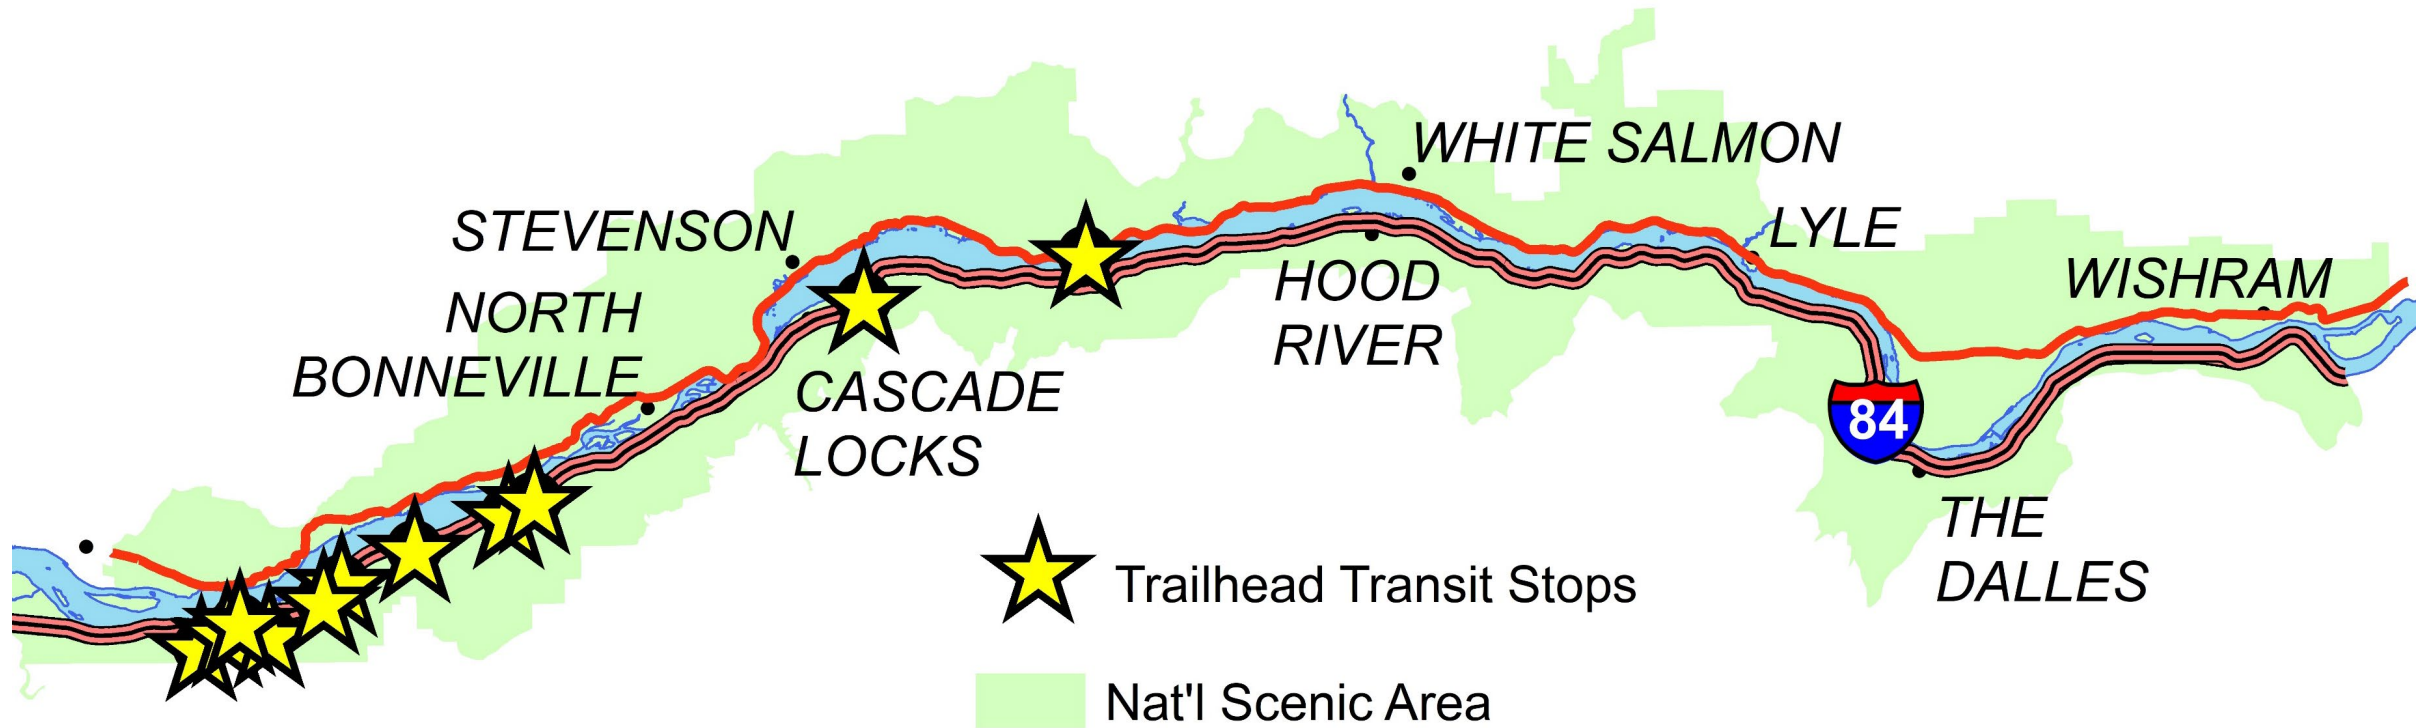 WHITE SALMON
STEVENSON
LYLE
NORTH
BONNEVILLE
HOOD
RIVER
WISHRAM
CASCADE
LOCKS
84
THE
DALLES
Trailhead Transit Stops
Nat'l Scenic Area